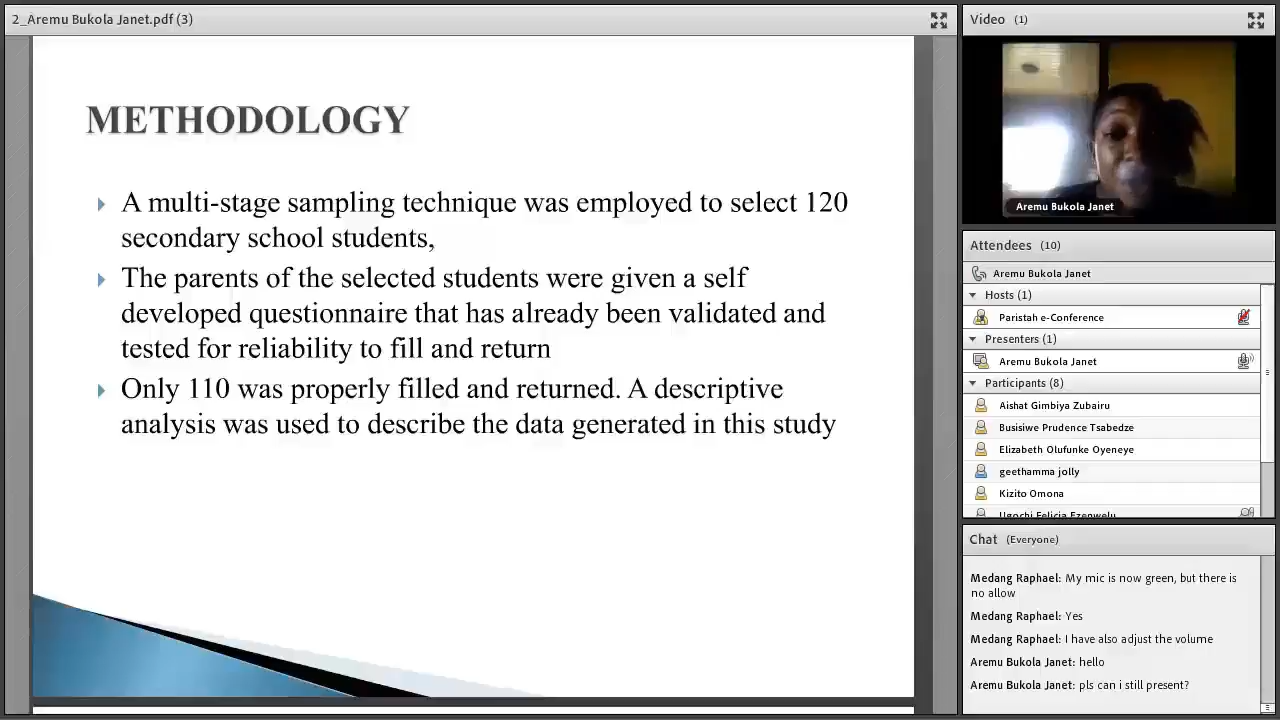 2_Aremu Bukola Janet.pdf (3)
METHODOLOGY
A multi-stage sampling technique was employed to select 120
secondary school students,
The parents of the selected students were given a self
developed questionnaire that has already been validated and
tested for reliability to fill and return
Only 110 was properly filled and returned. A descriptive
analysis was used to describe the data generated in this study
Video (1)
Aremu Bukola Janet
Attendees (10)
Aremu Bukola Janet
Hosts (1)
Paristah e-Conference
Presenters (1)
Aremu Bukola Janet
Participants (8)
Aishat Gimbiya Zubairu
Busisiwe Prudence Tsabedze
Elizabeth Olufunke Oyeneye
geethamma jolly
Kizito Omona
Ugochi Felicia Ezenwelu
Chat (Everyone)
Medang Raphael: My mic is now green, but there is
no allow
Medang Raphael: Yes
Medang Raphael: I have also adjust the volume
Aremu Bukola Janet: hello
Aremu Bukola Janet: pls can i still present?